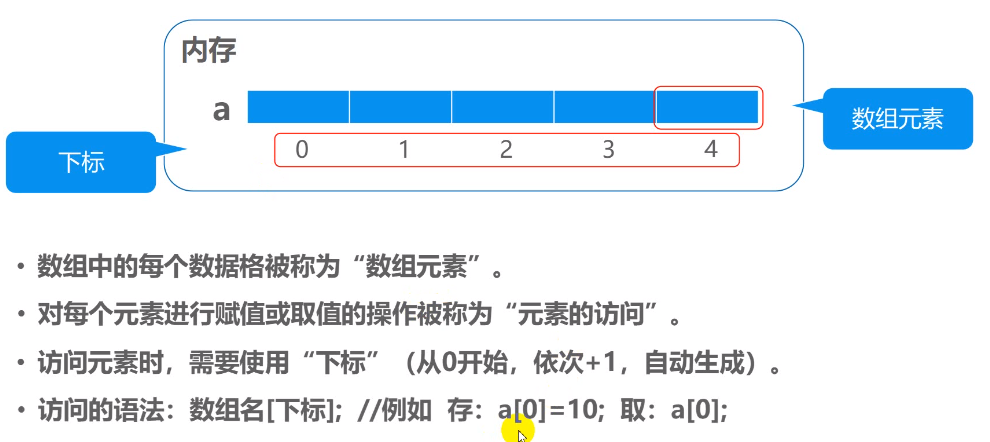 内存
a
数组元素
下标
0 1 2 3 4
• 数组中的每个数据格被称为“数组元素”。
• 对每个元素进行赋值或取值的操作被称为“元素的访问”。
• 访问元素时，需要使用“下标”（从0开始，依次+1，自动生成）。
• 访问的语法：数组名[下标]; //例如 存：a[0]=10; 取：a[0];